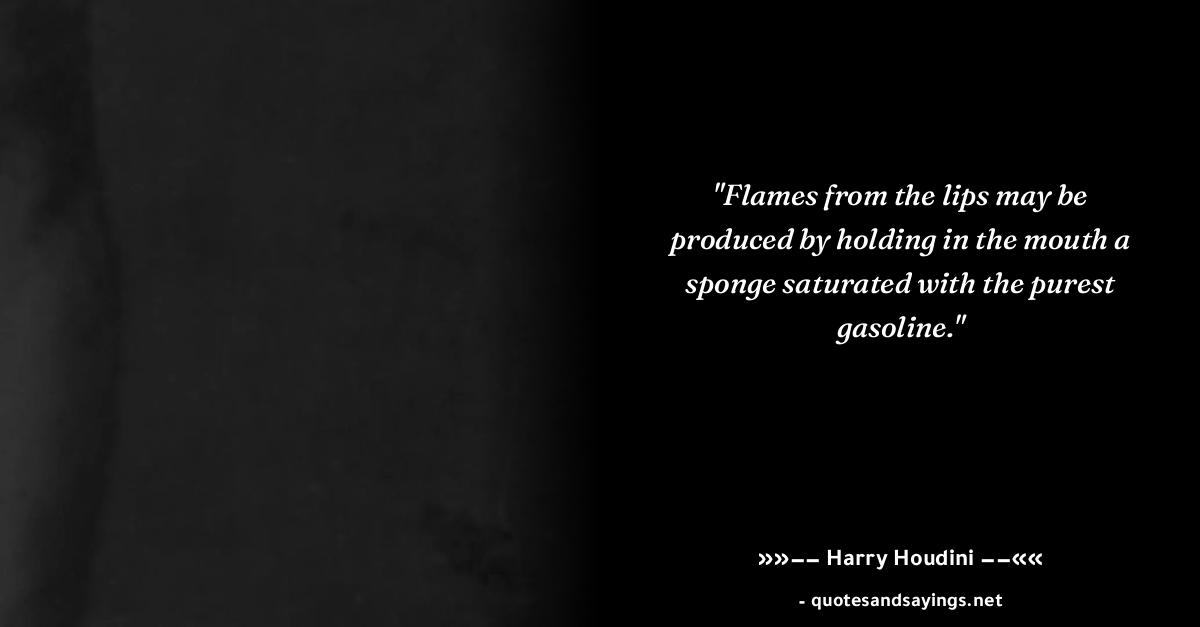 "Flames from the lips may be
produced by holding in the mouth a
sponge saturated with the purest
gasoline."
»»–– Harry Houdini ––««
- quotesandsayings.net